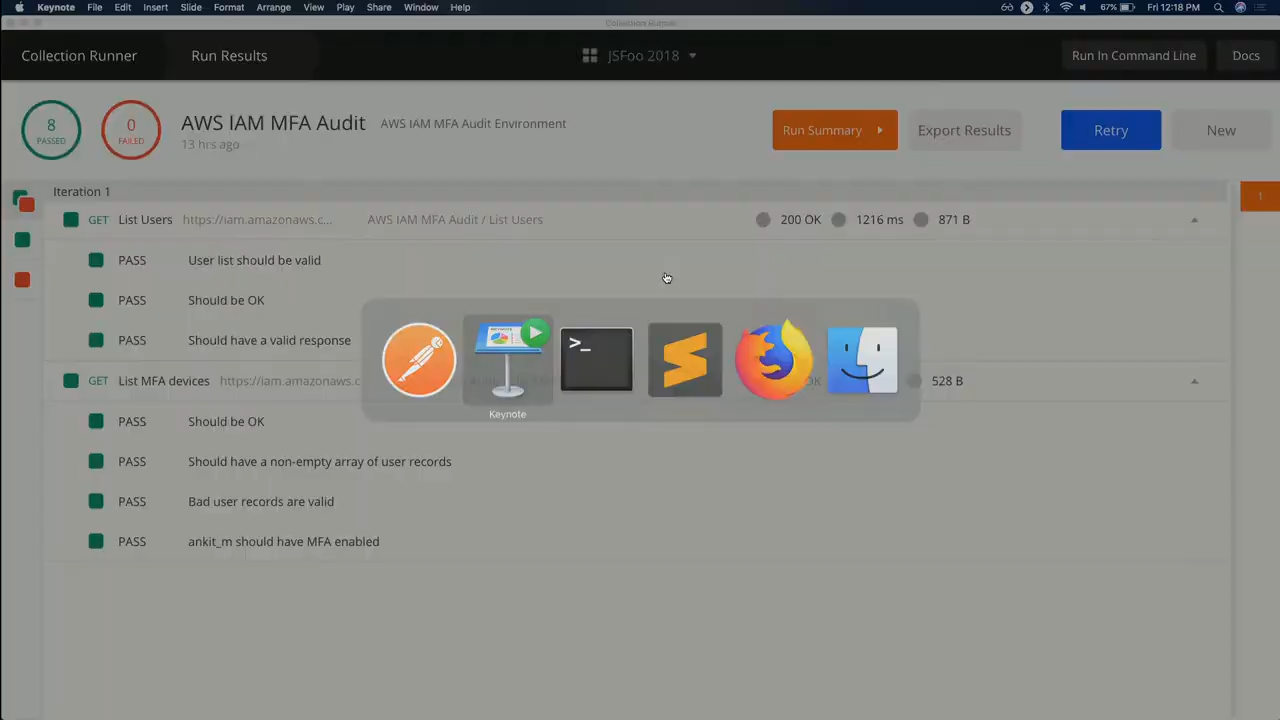 Keynote File Edit Insert Slide Format Arrange View Play Share Window Help 67% Fri 12:18 PM
Collection Runner
Collection Runner Run Results JSFoo 2018 Run In Command Line Docs
8 PASSED 0 FAILED AWS IAM MFA Audit AWS IAM MFA Audit Environment Run Summary Export Results Retry New
13 hrs ago
Iteration 1
1
GET List Users https://iam.amazonaws.c... AWS IAM MFA Audit / List Users 200 OK 1216 ms 871 B
PASS User list should be valid
PASS Should be OK
PASS Should have a valid response
GET List MFA devices https://iam.amazonaws.c OK 528 B
Keynote
PASS Should be OK
PASS Should have a non-empty array of user records
PASS Bad user records are valid
PASS ankit_m should have MFA enabled